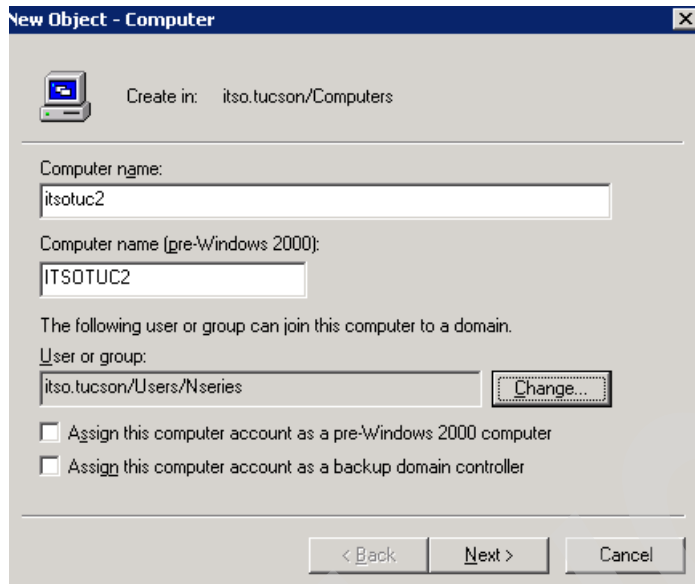 New Object - Computer
Create in: itso.tucson/Computers
Computer name:
itsotuc2
Computer name (pre-Windows 2000):
ITSOTUC2
The following user or group can join this computer to a domain.
User or group:
itso.tucson/Users/Nseries
Change...
Assign this computer account as a pre-Windows 2000 computer
Assign this computer account as a backup domain controller
< Back Next > Cancel